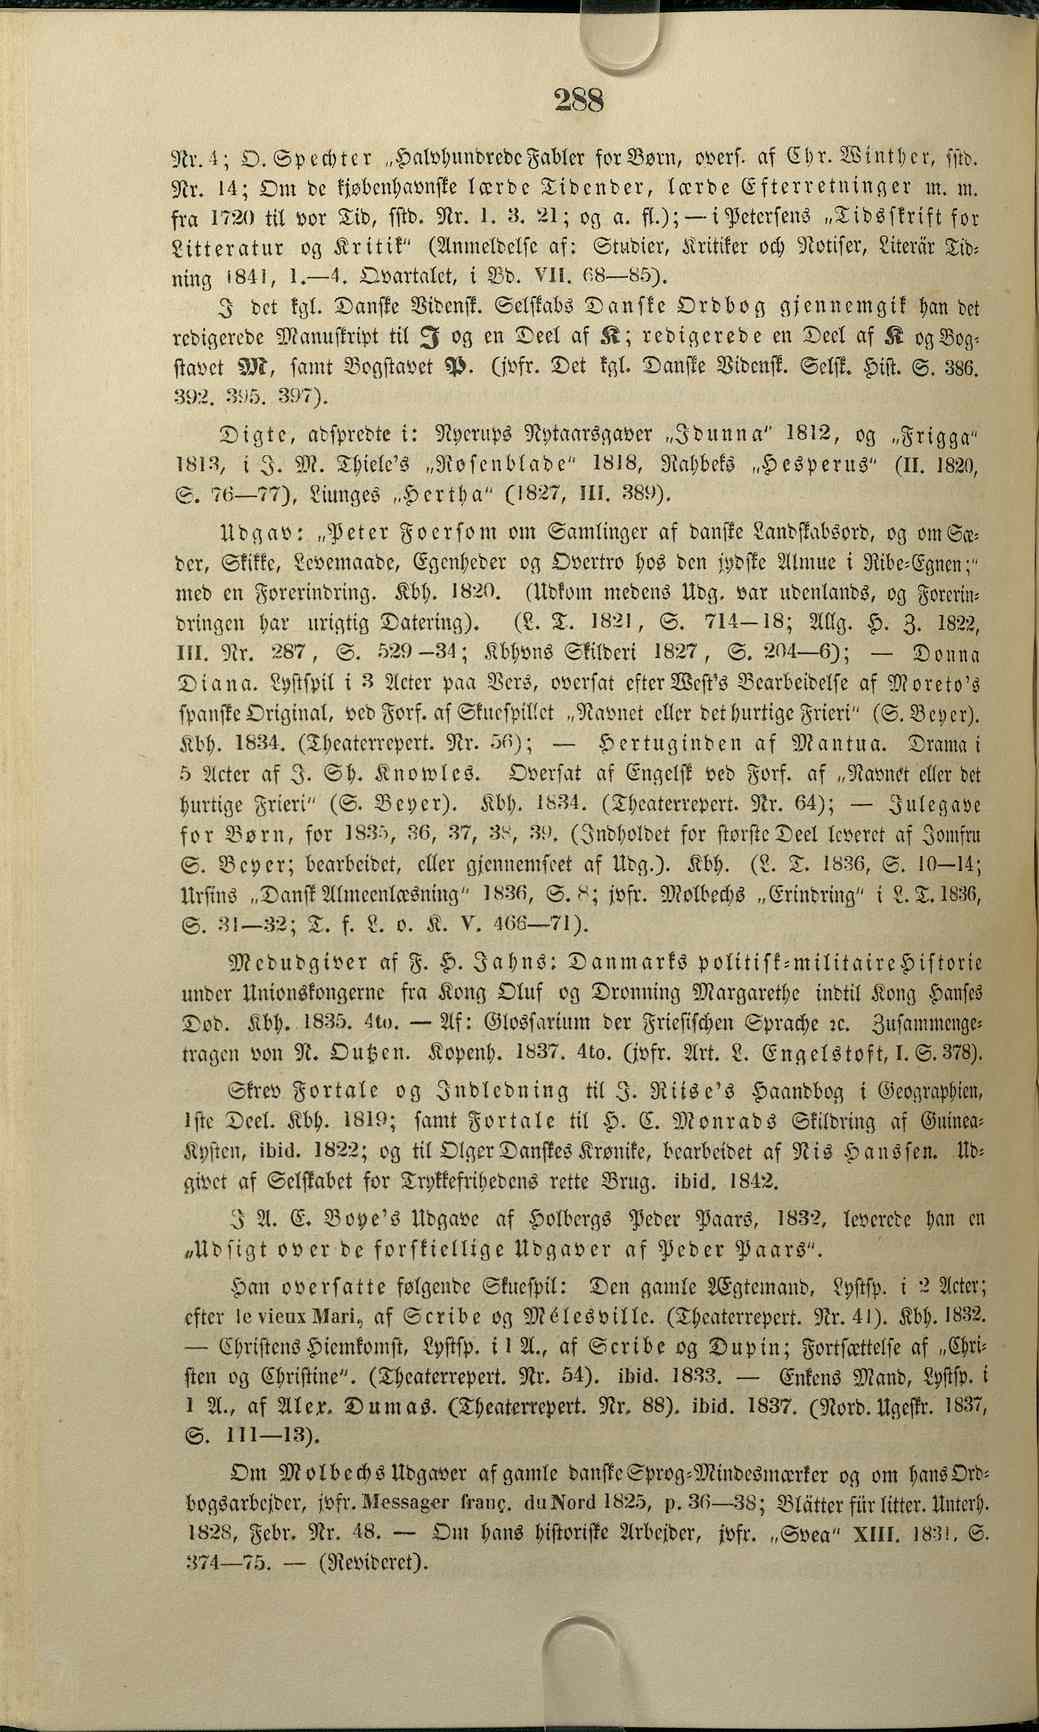 288
Nr. 4; O. Spechter „Halvhundrede Fabler for Børn, overs. af Chr. Winther, sstd.
Nr. 14; Om de kjøbenhavnske lærde Tidender, lærde Efterretninger m. m.
fra 1720 til vor Tid, sstd. Nr. 1. 3. 21; og a. fl.); — i Petersens „Tidsskrift for
Litteratur og Kritik“ (Anmeldelse af: Studier, Kritiker och Notiser, Literär Tid-
ning 1841, 1.—4. Qvartalet, i Bd. VII. 68—85).
I det kgl. Danske Vidensk. Selskabs Danske Ordbog gjennemgik han det
redigerede Manuskript til J og en Deel af K; redigerede en Deel af K og Bog-
stavet M, samt Bogstavet P. (jvfr. Det kgl. Danske Vidensk. Selsk. Hist. S. 386.
392. 395. 397).
Digte, adspredte i: Nyerups Nytaarsgaver „Idunna“ 1812, og „Frigga“
1813, i J. M. Thiele's „Rosenblade“ 1818, Rahbeks „Hesperus“ (II. 1820,
S. 76—77), Liunges „Hertha“ (1827, III. 389).
Udgav: „Peter Foersom om Samlinger af danske Landskabsord, og om Sæ-
der, Skikke, Levemaade, Egenheder og Overtro hos den jydske Almue i Ribe-Egnen;“
med en Forerindring. Kbh. 1820. (Udkom medens Udg. var udenlands, og Forerin-
dringen har urigtig Datering). (L. T. 1821, S. 714—18; Allg. H. Z. 1822,
III. Nr. 287, S. 529—34; Kbhvns Skilderi 1827, S. 204—6); — Donna
Diana. Lystspil i 3 Acter paa Vers, oversat efter West's Bearbeidelse af Moreto's
spanske Original, ved Forf. af Skuespillet „Navnet eller det hurtige Frieri“ (S. Beyer).
Kbh. 1834. (Theaterrepert. Nr. 56); — Hertuginden af Mantua. Drama i
5 Acter af J. Sh. Knowles. Oversat af Engelsk ved Forf. af „Navnet eller det
hurtige Frieri“ (S. Beyer). Kbh. 1834. (Theaterrepert. Nr. 64); — Julegave
for Børn, for 1835, 36, 37, 38, 39. (Indholdet for største Deel leveret af Jomfru
S. Beyer; bearbeidet, eller gjennemseet af Udg.). Kbh. (L. T. 1836, S. 10—14;
Ursins „Dansk Almeenlæsning“ 1836, S. 8; jvfr. Molbechs „Erindring“ i L. T. 1836,
S. 31—32; T. f. L. o. K. V. 466—71).
Medudgiver af F. H. Jahns: Danmarks politisk-militaire Historie
under Unionskongerne fra Kong Oluf og Dronning Margarethe indtil Kong Hanses
Død. Kbh. 1835. 4to. — Af: Glossarium der Friesischen Sprache ꝛc. Zusammenge-
tragen von N. Outzen. Kopenh. 1837. 4to. (jvfr. Art. L. Engelstoft, I. S. 378).
Skrev Fortale og Indledning til J. Riise's Haandbog i Geographien,
1ste Deel. Kbh. 1819; samt Fortale til H. C. Monrads Skildring af Guinea-
Kysten, ibid. 1822; og til Olger Danskes Krønike, bearbeidet af Nis Hanssen. Ud-
givet af Selskabet for Trykkefrihedens rette Brug. ibid. 1842.
I A. E. Boye's Udgave af Holbergs Peder Paars, 1832, leverede han en
„Udsigt over de forskiellige Udgaver af Peder Paars“.
Han oversatte følgende Skuespil: Den gamle Ægtemand, Lystsp. i 2 Acter;
efter le vieux Mari, af Scribe og Mélesville. (Theaterrepert. Nr. 41). Kbh. 1832.
— Christens Hiemkomst, Lystsp. i 1 A., af Scribe og Dupin; Fortsættelse af „Chri-
sten og Christine“. (Theaterrepert. Nr. 54). ibid. 1833. — Enkens Mand, Lystsp. i
1 A., af Alex. Dumas. (Theaterrepert. Nr. 88). ibid. 1837. (Nord. Ugeskr. 1837,
S. 111—13).
Om Molbechs Udgaver af gamle danske Sprog-Mindesmærker og om hans Ord-
bogsarbejder, jvfr. Messager franç. du Nord 1825, p. 36—38; Blätter für litter. Unterh.
1828, Febr. Nr. 48. — Om hans historiske Arbejder, jvfr. „Svea“ XIII. 1831, S.
374—75. — (Revideret).